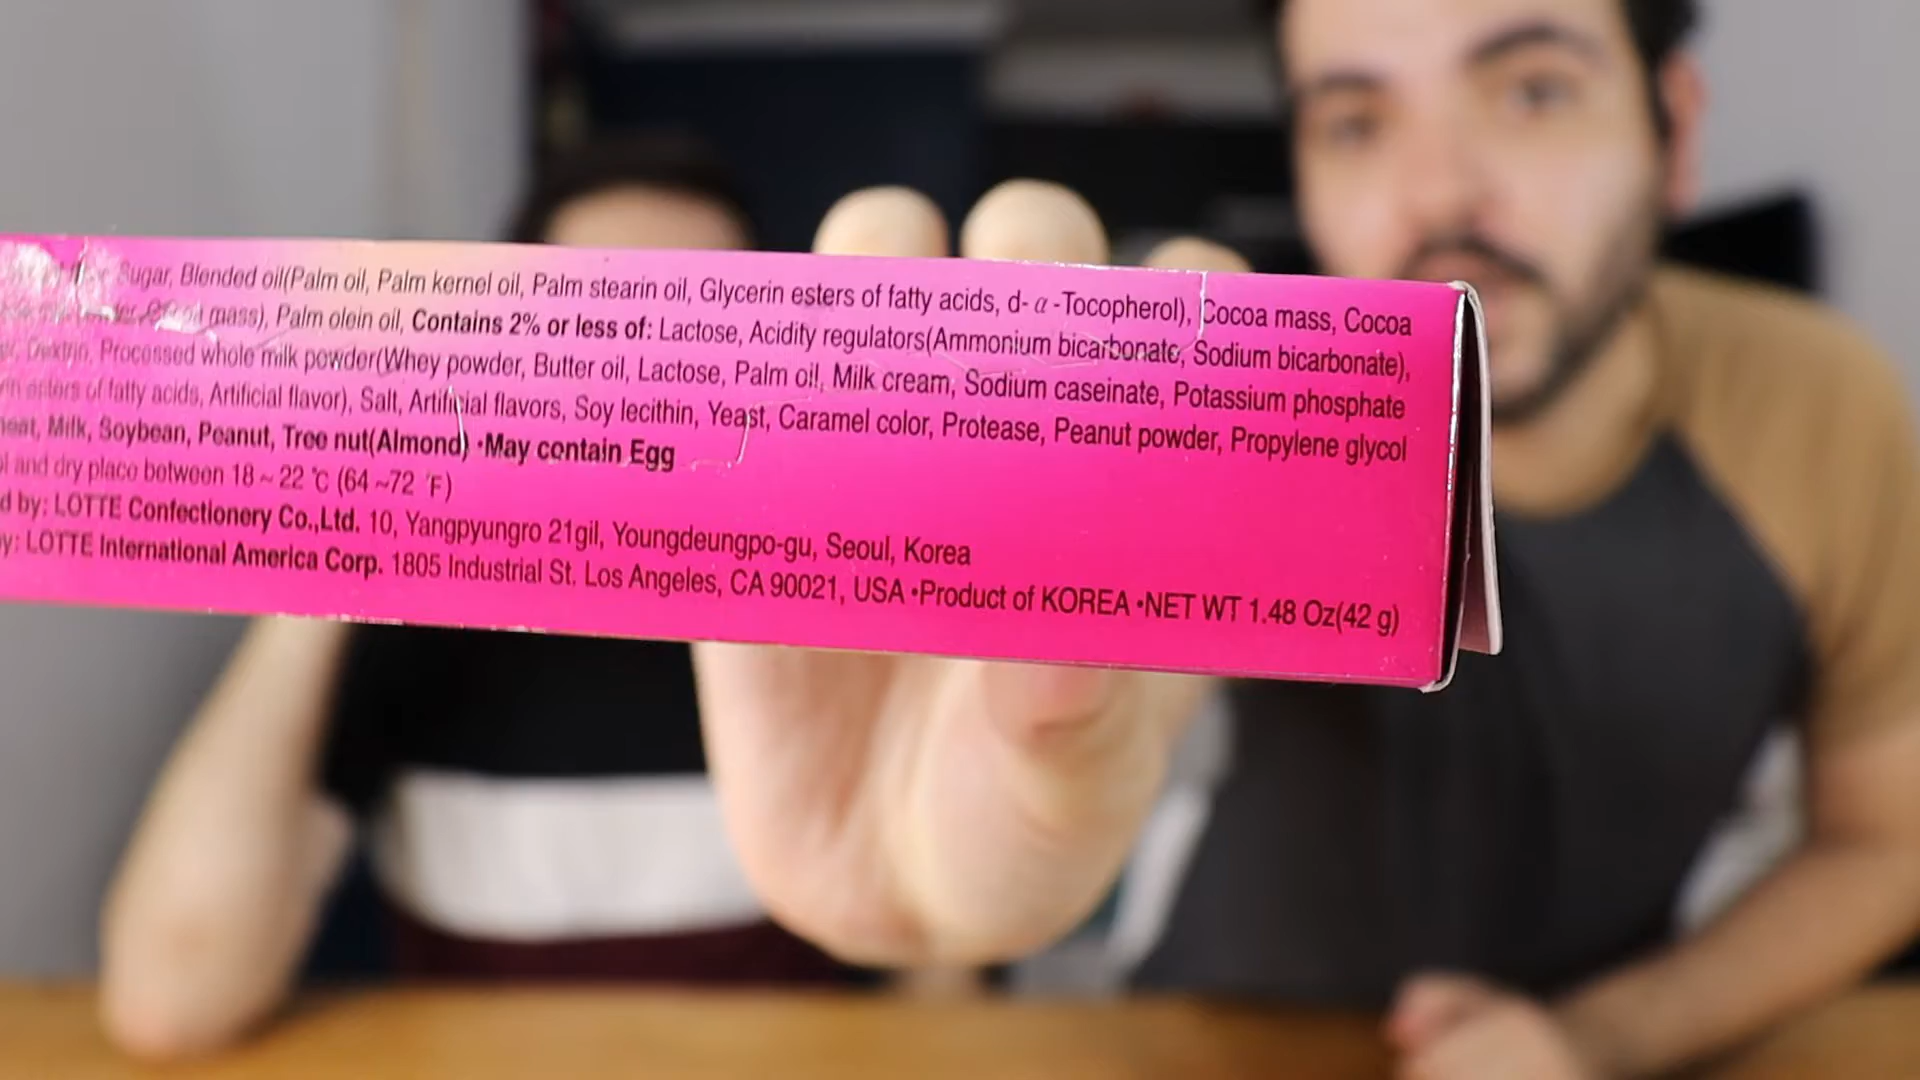 Sugar, Blended oil(Palm oil, Palm kernel oil, Palm stearin oil, Glycerin esters of fatty acids, d-α-Tocopherol), Cocoa mass, Cocoa
mass), Palm olein oil, Contains 2% or less of: Lactose, Acidity regulators(Ammonium bicarbonate, Sodium bicarbonate),
Dextrin, Processed whole milk powder(Whey powder, Butter oil, Lactose, Palm oil, Milk cream, Sodium caseinate, Potassium phosphate
esters of fatty acids, Artificial flavor), Salt, Artificial flavors, Soy lecithin, Yeast, Caramel color, Protease, Peanut powder, Propylene glycol
Milk, Soybean, Peanut, Tree nut(Almond) •May contain Egg
and dry place between 18 ~ 22 ℃ (64 ~72 ℉)
by: LOTTE Confectionery Co.,Ltd. 10, Yangpyungro 21gil, Youngdeungpo-gu, Seoul, Korea
y: LOTTE International America Corp. 1805 Industrial St. Los Angeles, CA 90021, USA •Product of KOREA •NET WT 1.48 Oz(42 g)